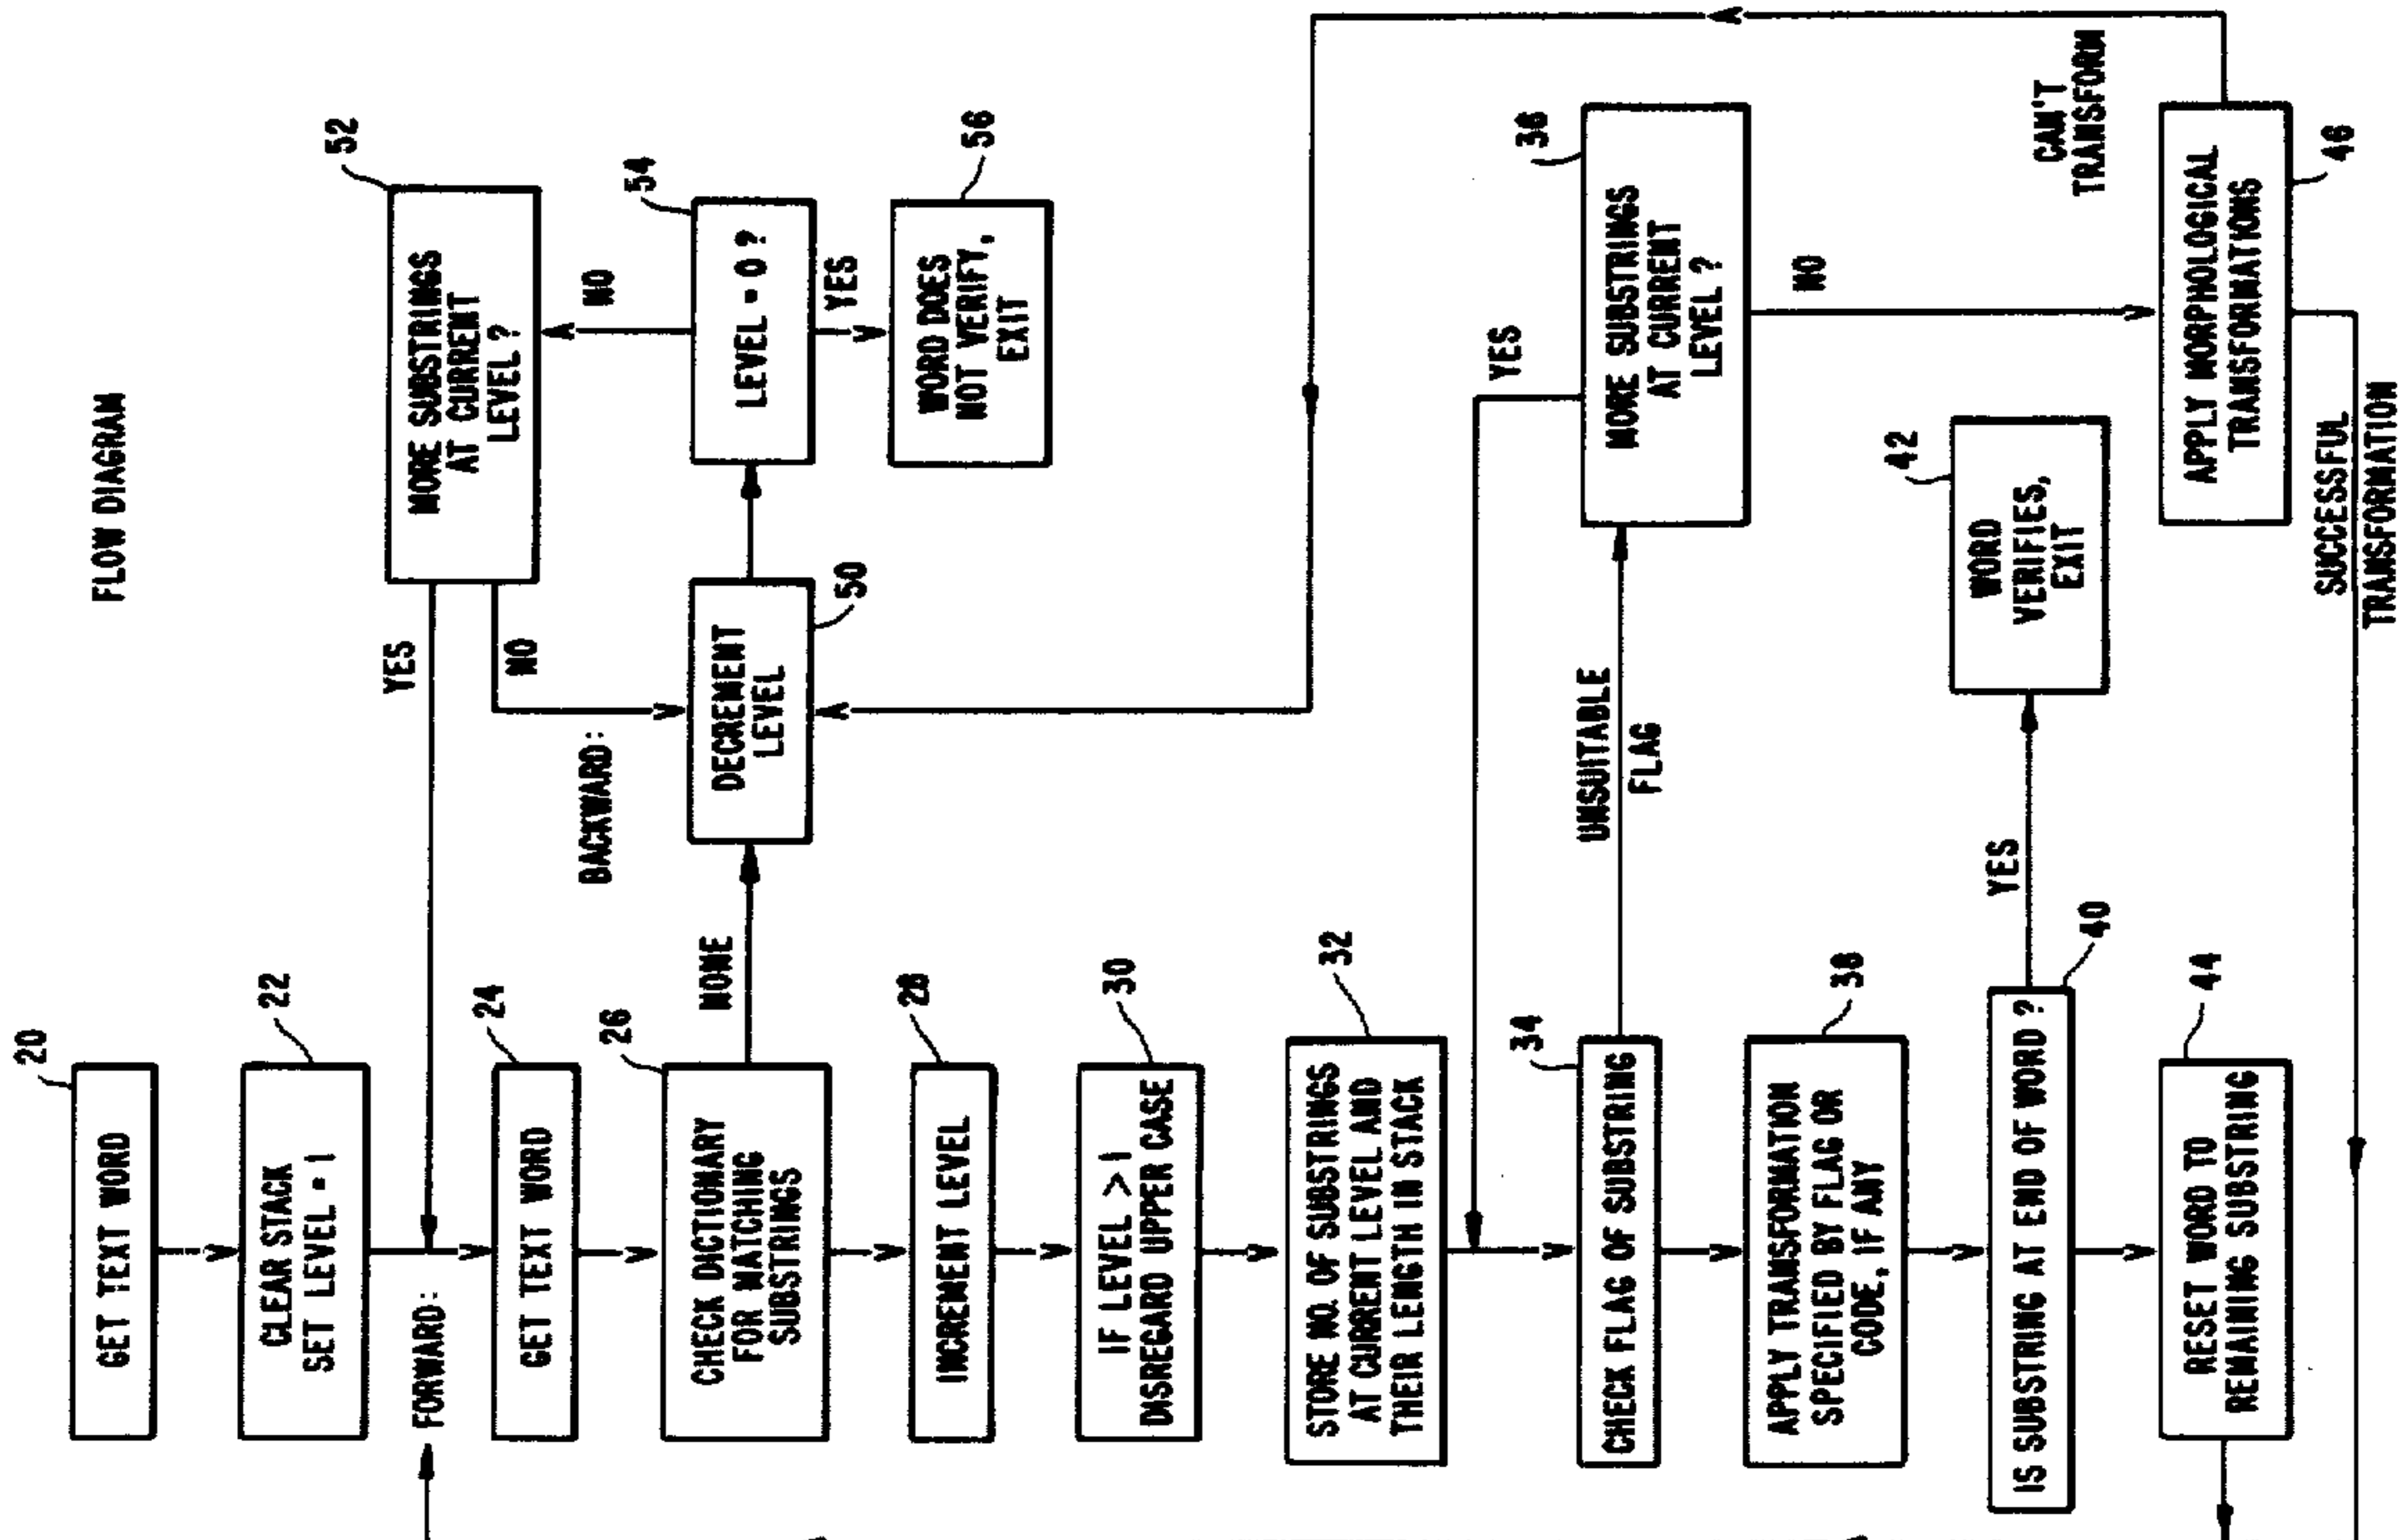 FLOW DIAGRAM
20
GET TEXT WORD
22
CLEAR STACK
SET LEVEL = 1
FORWARD:
24
GET TEXT WORD
26
CHECK DICTIONARY
FOR MATCHING
SUBSTRINGS
NONE
28
INCREMENT LEVEL
30
IF LEVEL > 1
DISREGARD UPPER CASE
32
STORE NO. OF SUBSTRINGS
AT CURRENT LEVEL AND
THEIR LENGTH IN STACK
34
CHECK FLAG OF SUBSTRING
UNSUITABLE
FLAG
38
APPLY TRANSFORMATION
SPECIFIED BY FLAG OR
CODE, IF ANY
40
IS SUBSTRING AT END OF WORD ?
YES
44
RESET WORD TO
REMAINING SUBSTRING
52
MORE SUBSTRINGS
AT CURRENT
LEVEL ?
YES
NO
BACKWARD:
DECREMENT
LEVEL
50
54
LEVEL = 0 ?
NO
YES
56
WORD DOES
NOT VERIFY,
EXIT
36
MORE SUBSTRINGS
AT CURRENT
LEVEL ?
YES
NO
42
WORD
VERIFIES,
EXIT
APPLY MORPHOLOGICAL
TRANSFORMATIONS
46
CAN'T
TRANSFORM
SUCCESSFUL
TRANSFORMATION